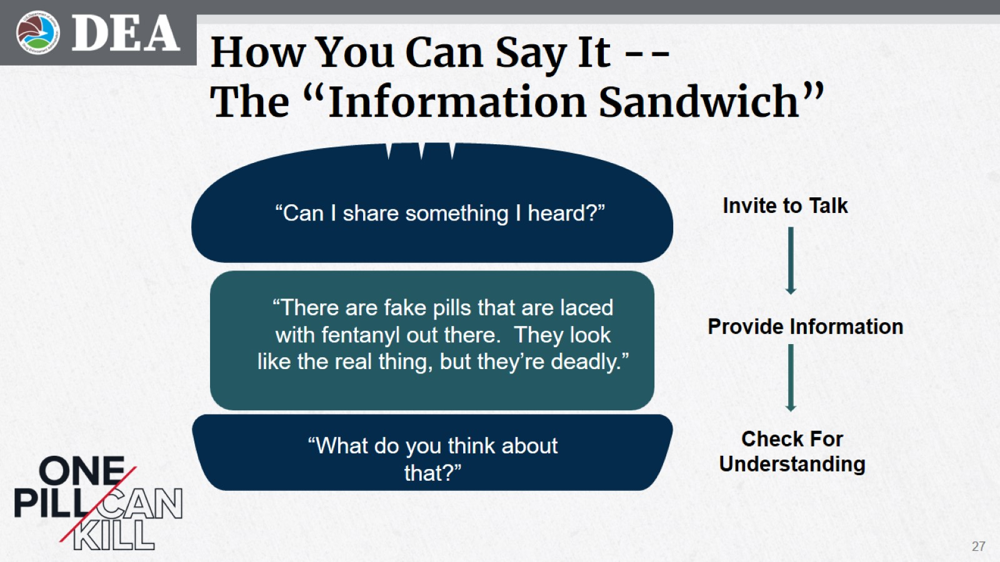 DEA
How You Can Say It --
The “Information Sandwich”
“Can I share something I heard?”
Invite to Talk
“There are fake pills that are laced
with fentanyl out there.  They look
like the real thing, but they’re deadly.”
Provide Information
“What do you think about
that?”
Check For
Understanding
ONE
PILL CAN
KILL
27